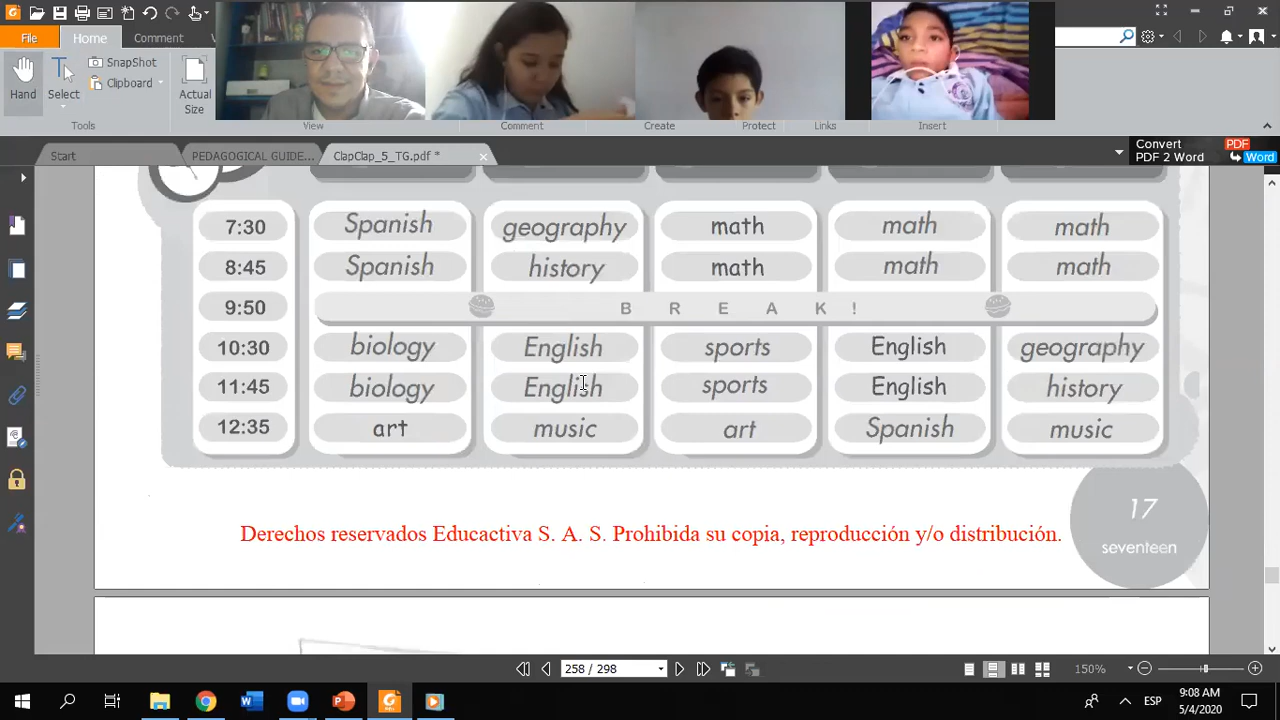 File
Home
Comment
V
Hand
Select
SnapShot
Clipboard
Actual
Size
Tools
View
Comment
Create
Protect
Links
Insert
Start
PEDAGOGICAL GUIDE...
ClapClap_5_TG.pdf *
Convert PDF
PDF 2 Word Word
7:30 Spanish geography math math math
8:45 Spanish history math math math
9:50 BREAK!
10:30 biology English sports English geography
11:45 biology English sports English history
12:35 art music art Spanish music
17
seventeen
Derechos reservados Educactiva S. A. S. Prohibida su copia, reproducción y/o distribución.
258 / 298
150%
ESP
9:08 AM
5/4/2020